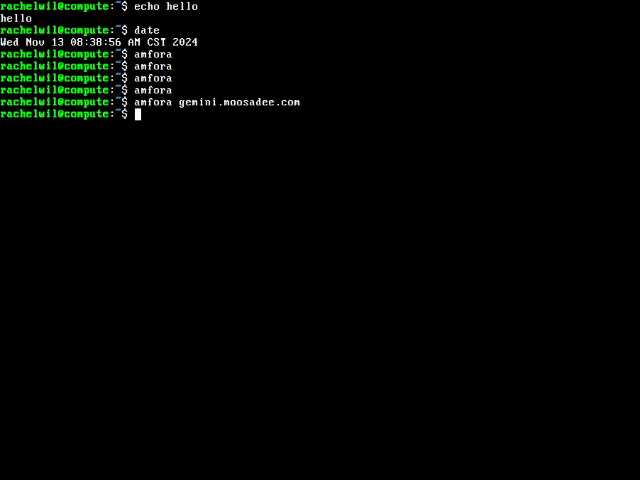 rachelwil@compute:~$ echo hello
hello
rachelwil@compute:~$ date
Wed Nov 13 08:38:56 AM CST 2024
rachelwil@compute:~$ amfora
rachelwil@compute:~$ amfora
rachelwil@compute:~$ amfora
rachelwil@compute:~$ amfora
rachelwil@compute:~$ amfora gemini.moosadee.com
rachelwil@compute:~$